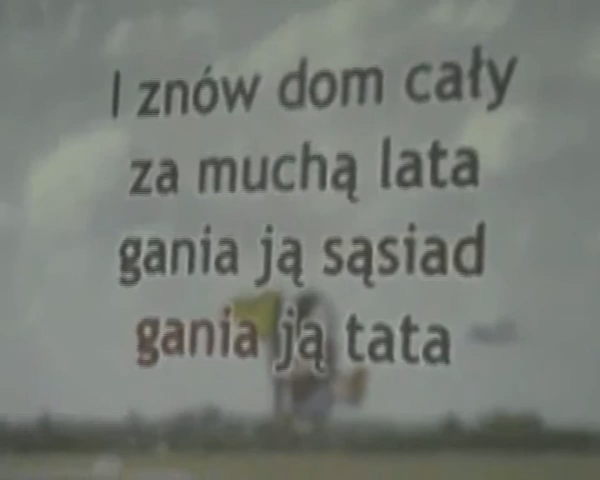 I znów dom cały
za muchą lata
gania ją sąsiad
gania ją tata